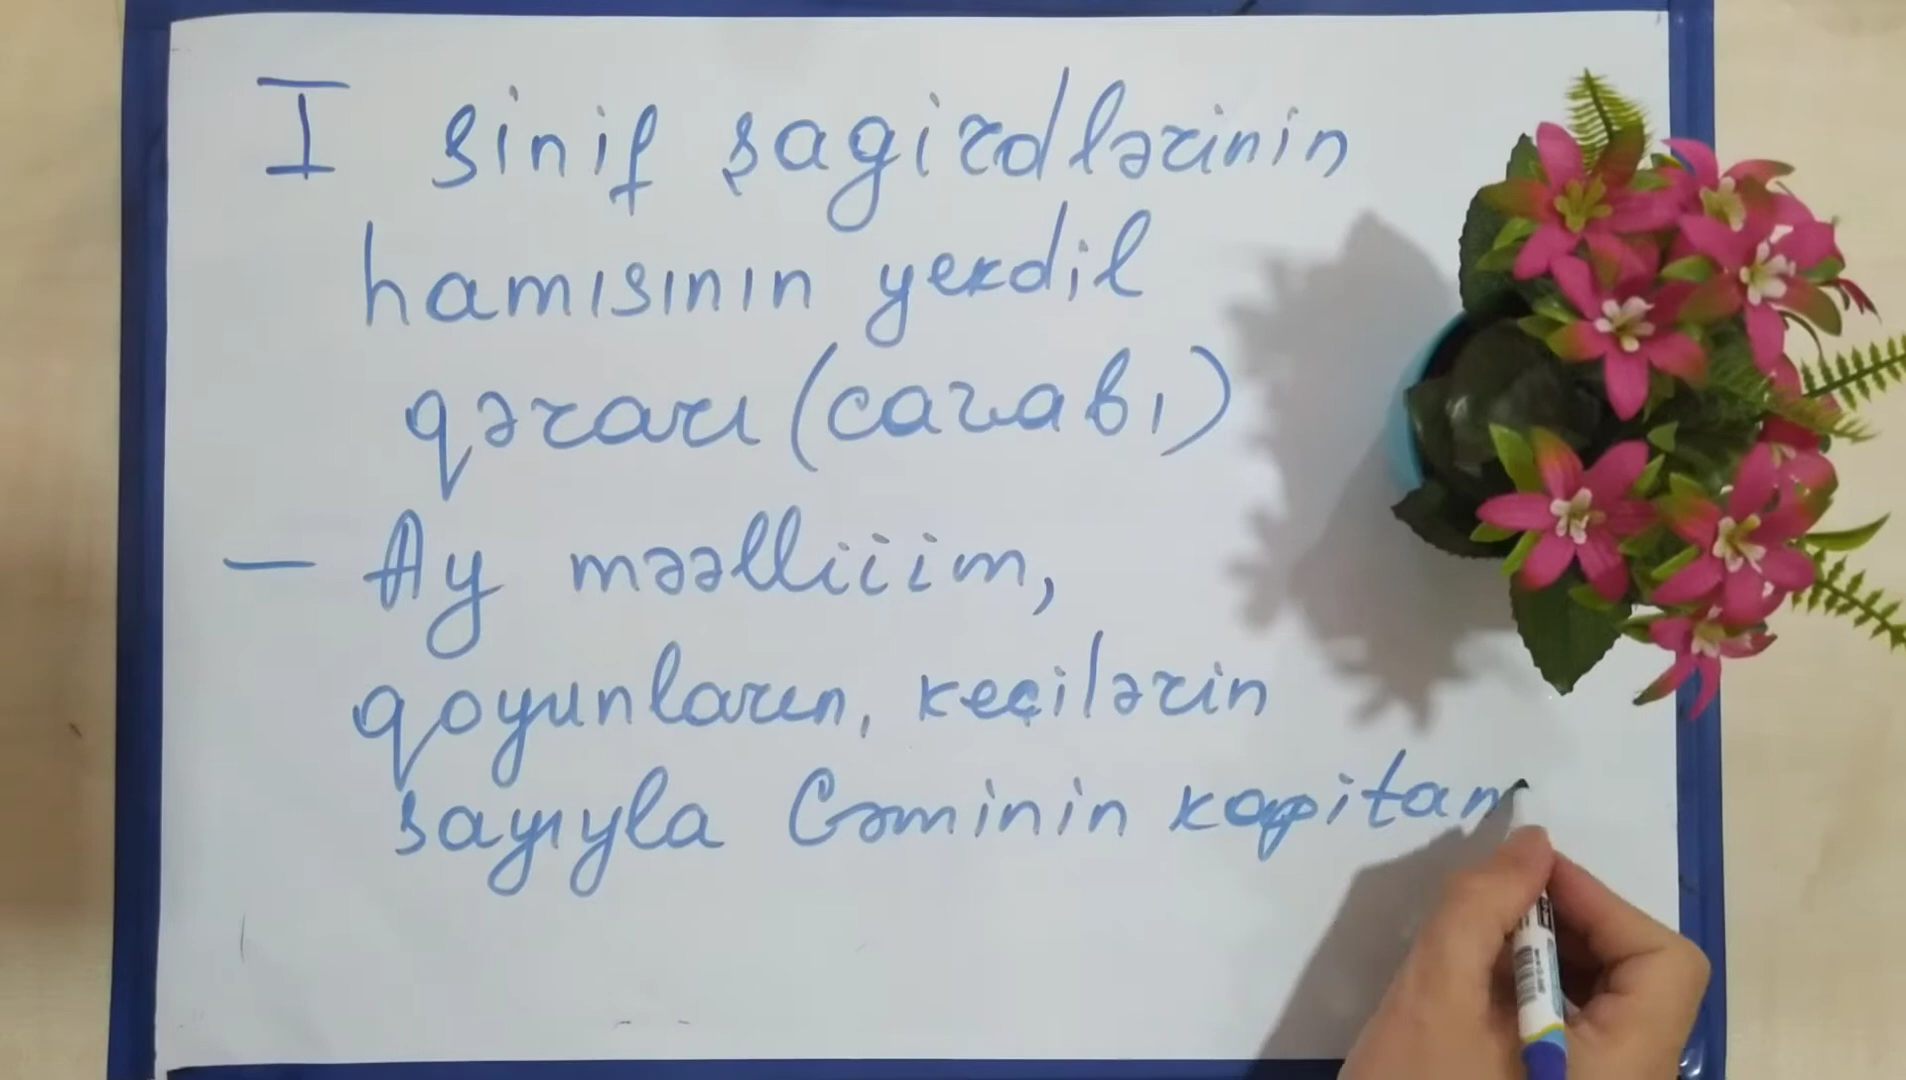 I sinif şagirdlərinin
hamısının yekdil
qərarı (cavabı)
— Ay məəlliiim,
qoyunların, keçilərin
sayıyla Gəminin kapitan